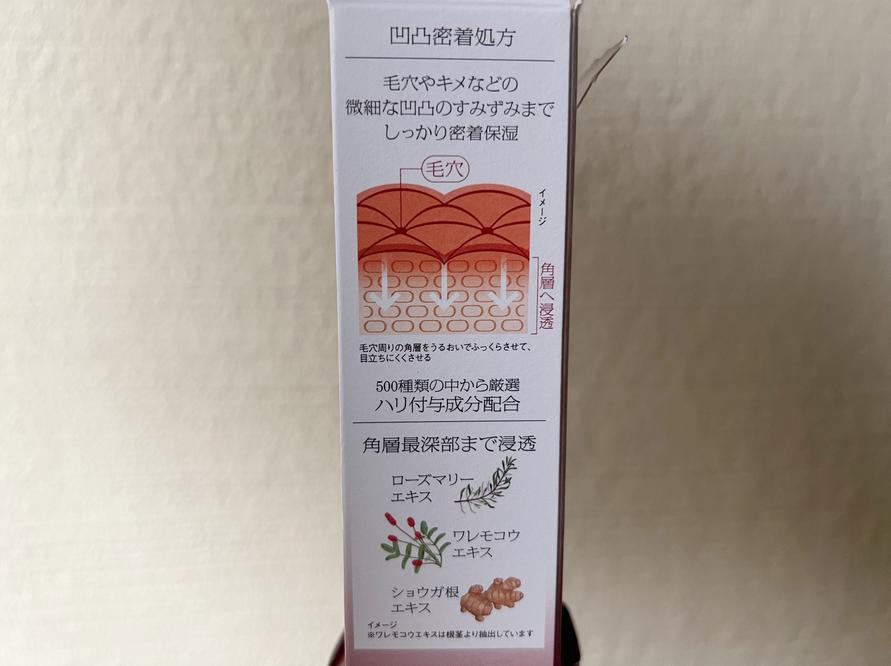 凹凸密着処方
毛穴やキメなどの
微細な凹凸のすみずみまで
しっかり密着保湿
毛穴
イメージ
角層へ浸透
毛穴周りの角層をうるおいでふっくらさせて、
目立ちにくくさせる
500種類の中から厳選
ハリ付与成分配合
角層最深部まで浸透
ローズマリー
エキス
ワレモコウ
エキス
ショウガ根
エキス
イメージ
※ワレモコウエキスは根茎より抽出しています